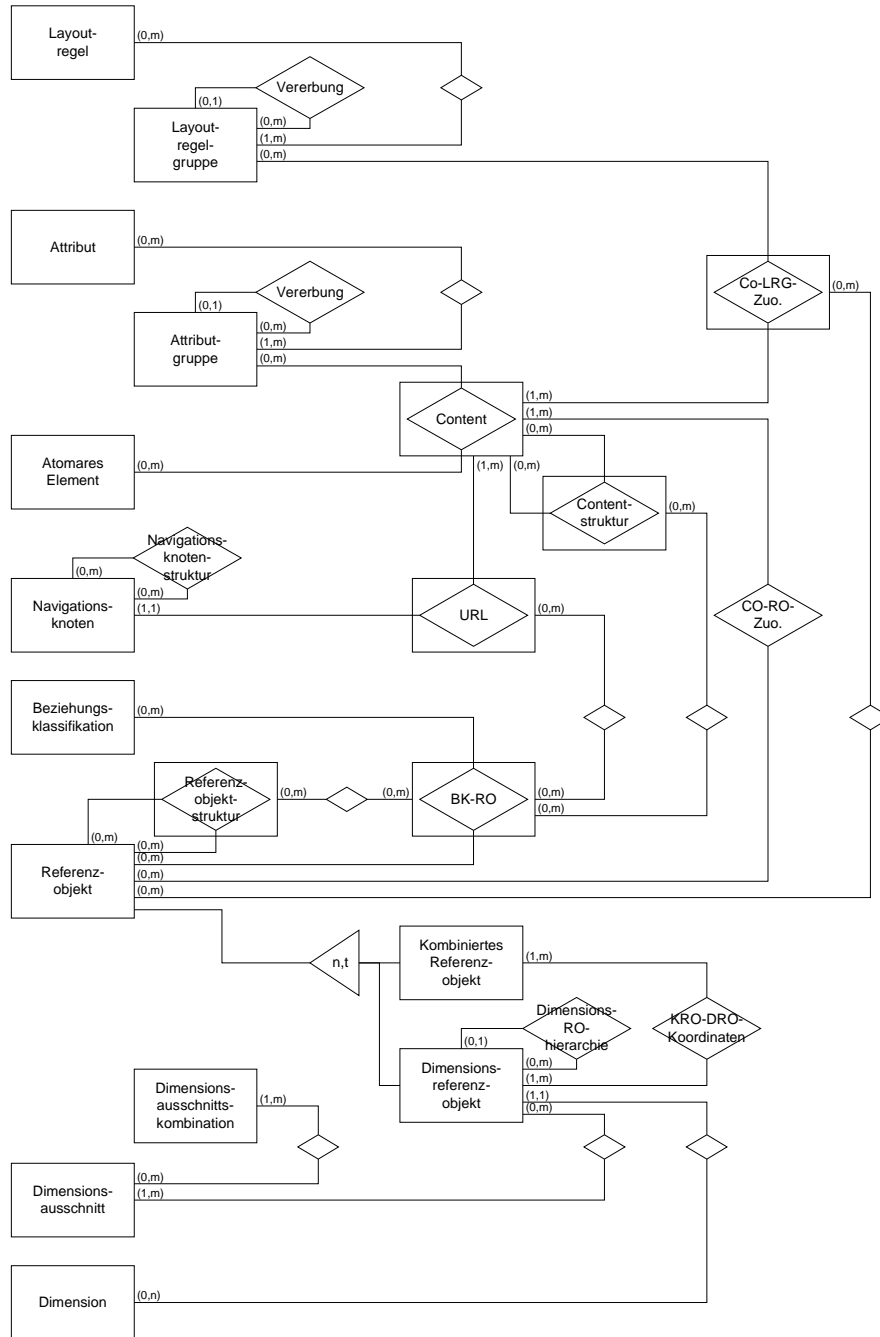 Layout-
regel
(0,m)
Vererbung
(0,1)
(0,m)
(1,m)
(0,m)
Layout-
regel-
gruppe
Attribut
(0,m)
Vererbung
(0,1)
(0,m)
(1,m)
(0,m)
Attribut-
gruppe
Co-LRG-
Zuo.
(0,m)
Content
(1,m)
(1,m)
(0,m)
(1,m)
(0,m)
Atomares
Element
(0,m)
Content-
struktur
(0,m)
Navigations-
knoten-
struktur
(0,m)
(0,m)
(1,1)
Navigations-
knoten
URL
(0,m)
CO-RO-
Zuo.
Beziehungs-
klassifikation
(0,m)
Referenz-
objekt-
struktur
(0,m)
(0,m)
BK-RO
(0,m)
(0,m)
(0,m)
(0,m)
(0,m)
(0,m)
(0,m)
Referenz-
objekt
n,t
Kombiniertes
Referenz-
objekt
(1,m)
Dimensions-
RO-
hierarchie
KRO-DRO-
Koordinaten
(0,1)
(0,m)
(1,m)
(1,1)
(0,m)
Dimensions-
referenz-
objekt
Dimensions-
ausschnitts-
kombination
(1,m)
Dimensions-
ausschnitt
(0,m)
(1,m)
Dimension
(0,n)